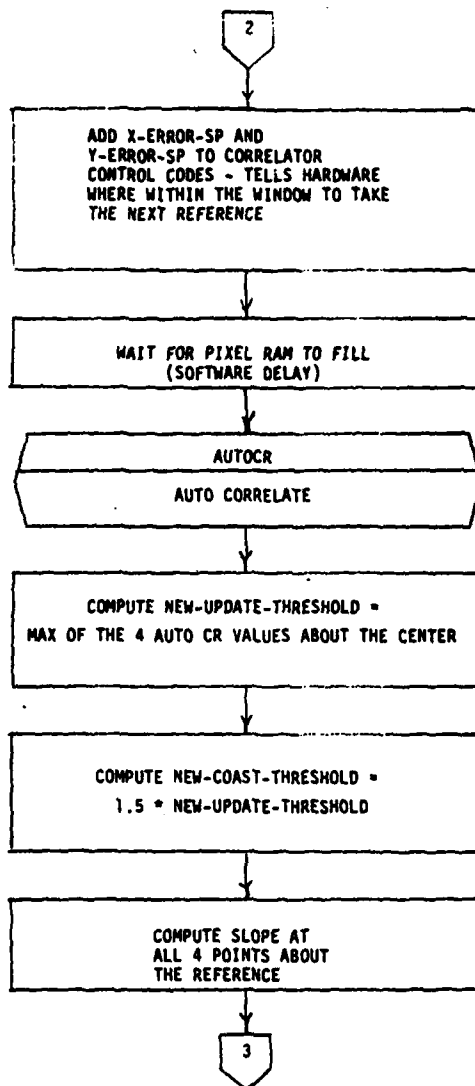 2
ADD X-ERROR-SP AND
Y-ERROR-SP TO CORRELATOR
CONTROL CODES - TELLS HARDWARE
WHERE WITHIN THE WINDOW TO TAKE
THE NEXT REFERENCE
WAIT FOR PIXEL RAM TO FILL
(SOFTWARE DELAY)
AUTOCR
AUTO CORRELATE
COMPUTE NEW-UPDATE-THRESHOLD =
MAX OF THE 4 AUTO CR VALUES ABOUT THE CENTER
COMPUTE NEW-COAST-THRESHOLD =
1.5 * NEW-UPDATE-THRESHOLD
COMPUTE SLOPE AT
ALL 4 POINTS ABOUT
THE REFERENCE
3